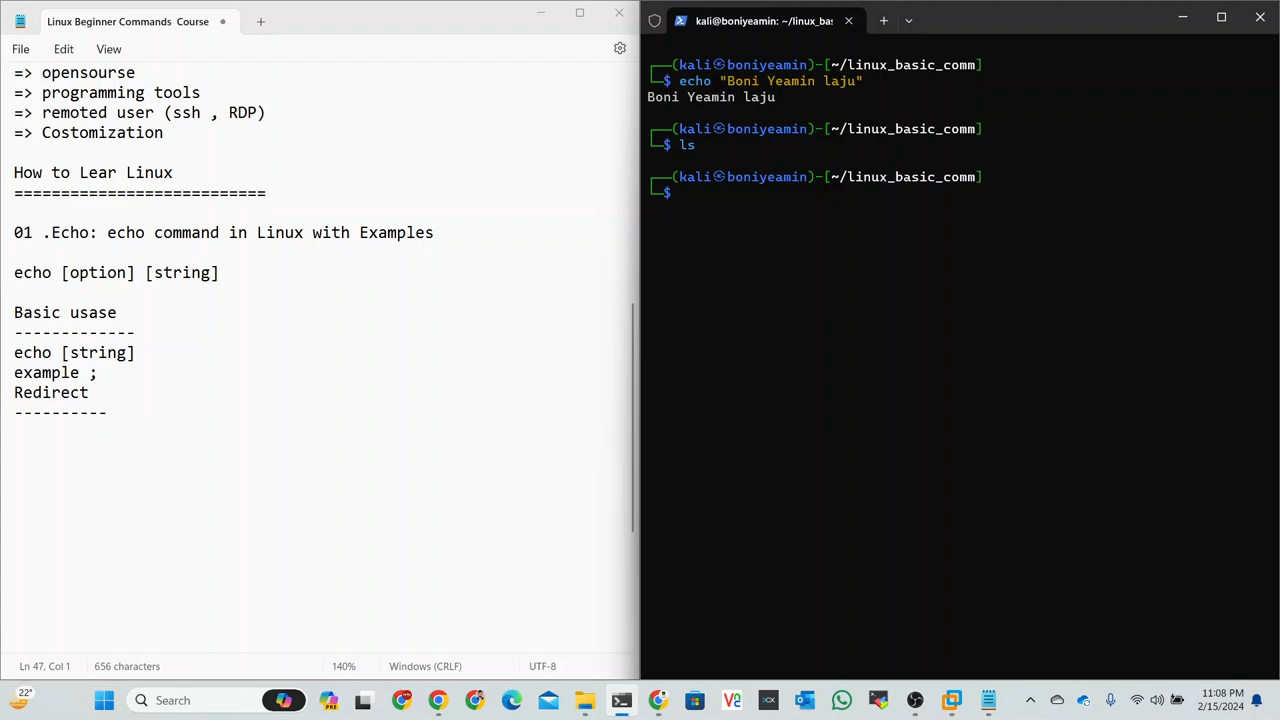 Linux Beginner Commands Course
File Edit View
=> opensourse
=> programming tools
=> remoted user (ssh , RDP)
=> Costomization
How to Lear Linux
===========================
01 .Echo: echo command in Linux with Examples
echo [option] [string]
Basic usase
-------------
echo [string]
example ;
Redirect
----------
Ln 47, Col 1 656 characters 140% Windows (CRLF) UTF-8
kali@boniyeamin: ~/linux_bas
┌──(kali㉿boniyeamin)-[~/linux_basic_comm]
└─$ echo "Boni Yeamin laju"
Boni Yeamin laju
┌──(kali㉿boniyeamin)-[~/linux_basic_comm]
└─$ ls
┌──(kali㉿boniyeamin)-[~/linux_basic_comm]
└─$
22°
Search
PRE
11:08 PM
2/15/2024